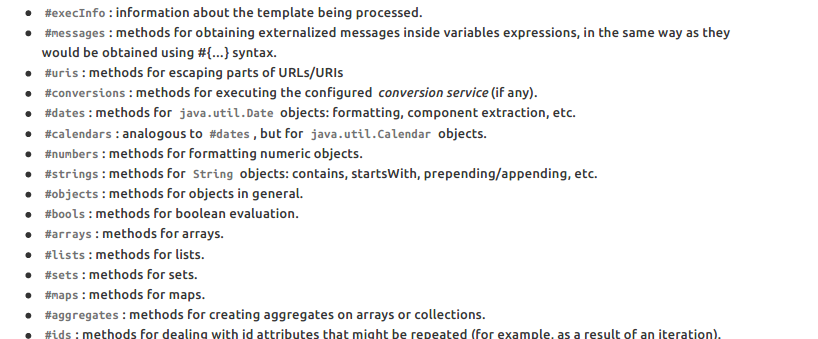 #execInfo : information about the template being processed.
#messages : methods for obtaining externalized messages inside variables expressions, in the same way as they
would be obtained using #{…} syntax.
#uris : methods for escaping parts of URLs/URIs
#conversions : methods for executing the configured conversion service (if any).
#dates : methods for java.util.Date objects: formatting, component extraction, etc.
#calendars : analogous to #dates , but for java.util.Calendar objects.
#numbers : methods for formatting numeric objects.
#strings : methods for String objects: contains, startsWith, prepending/appending, etc.
#objects : methods for objects in general.
#bools : methods for boolean evaluation.
#arrays : methods for arrays.
#lists : methods for lists.
#sets : methods for sets.
#maps : methods for maps.
#aggregates : methods for creating aggregates on arrays or collections.
#ids : methods for dealing with id attributes that might be repeated (for example, as a result of an iteration).